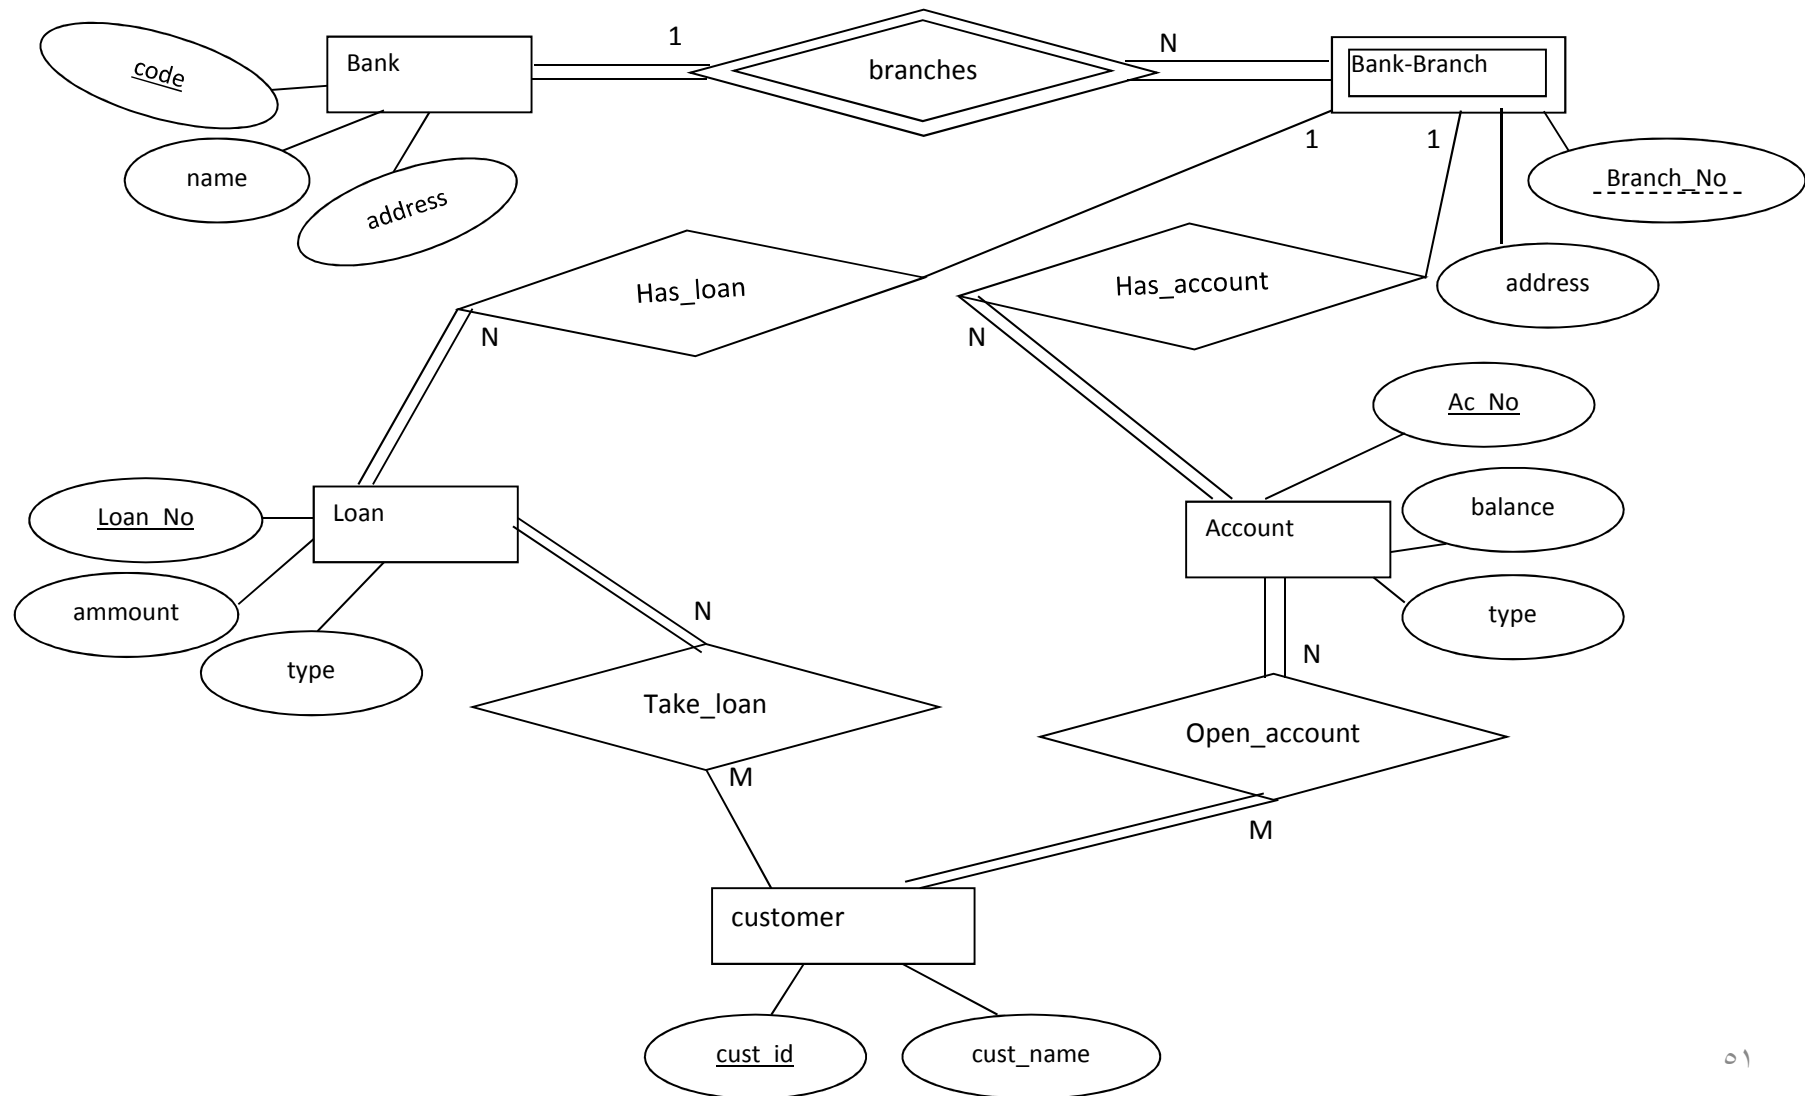 1
N
code
Bank
branches
Bank-Branch
name
address
1
1
Branch_No
Has_loan
Has_account
address
N
N
Ac_No
Loan_No
Loan
Account
balance
ammount
type
type
N
N
Take_loan
Open_account
M
M
customer
cust_id
cust_name
٥١